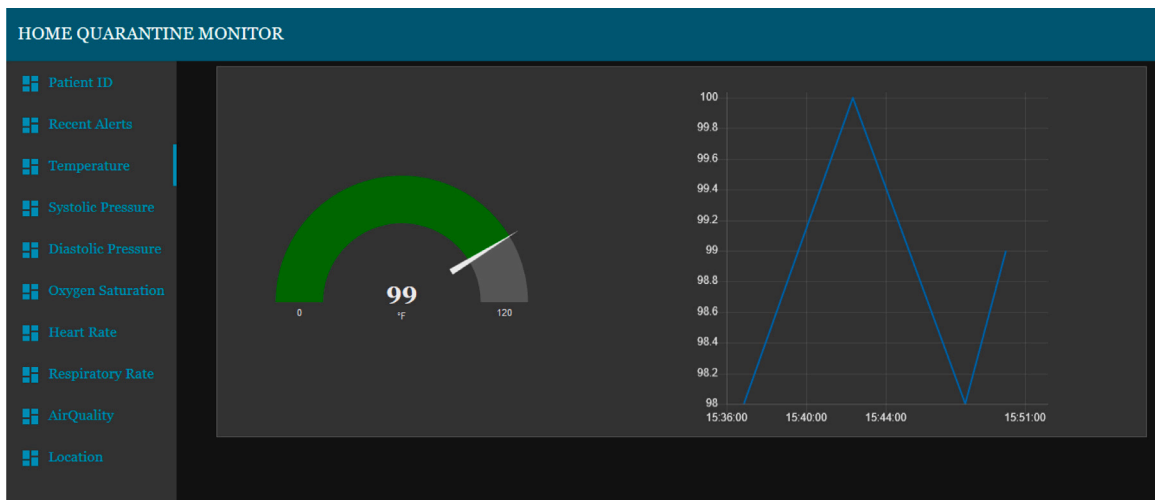 HOME QUARANTINE MONITOR
Patient ID
Recent Alerts
Temperature
Systolic Pressure
Diastolic Pressure
Oxygen Saturation
Heart Rate
Respiratory Rate
AirQuality
Location
99
°F
0
120
100
99.8
99.6
99.4
99.2
99
98.8
98.6
98.4
98.2
98
15:36:00 15:40:00 15:44:00 15:51:00